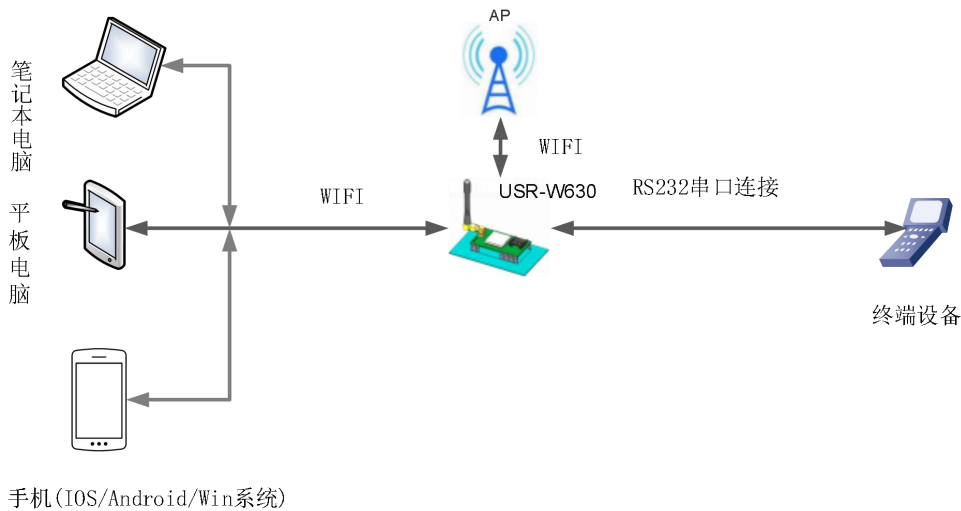 AP
笔记本电脑
WIFI
USR-W630
RS232串口连接
WIFI
平板电脑
终端设备
手机(IOS/Android/Win系统)